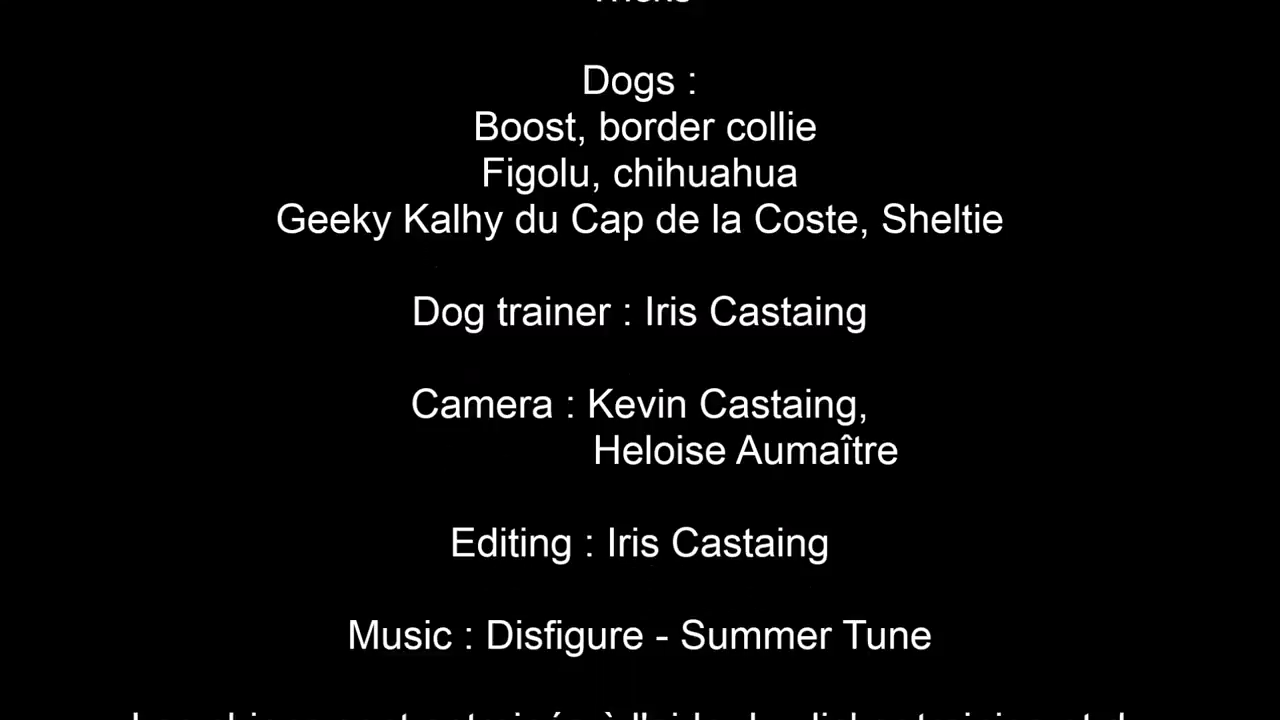 Dogs :
Boost, border collie
Figolu, chihuahua
Geeky Kalhy du Cap de la Coste, Sheltie
Dog trainer : Iris Castaing
Camera : Kevin Castaing,
Heloise Aumaître
Editing : Iris Castaing
Music : Disfigure - Summer Tune